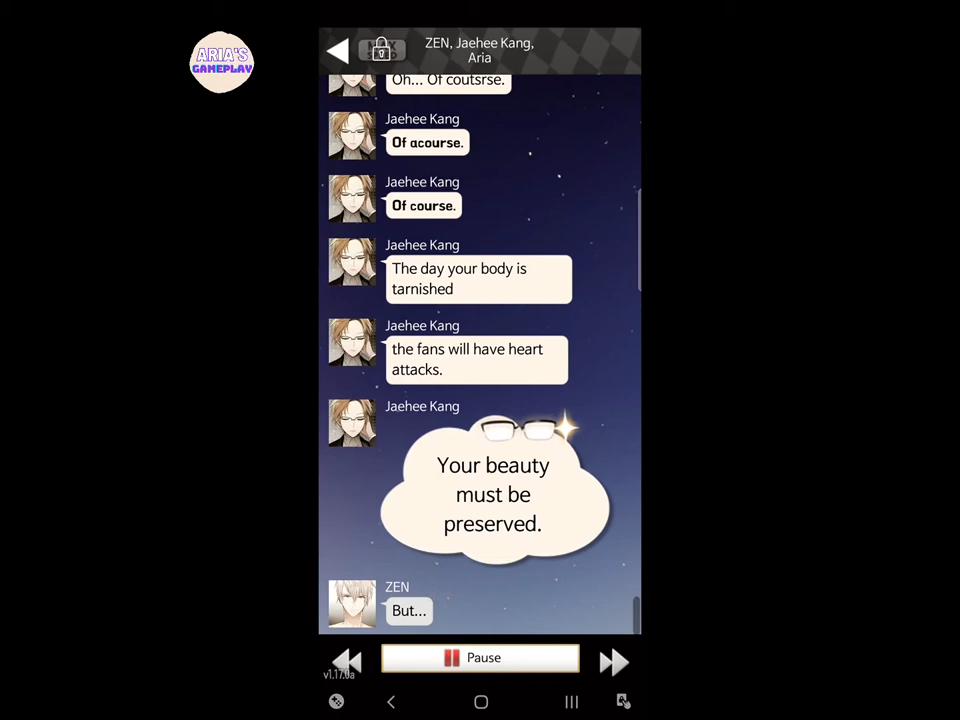 ARIA'S
GAMEPLAY
ZEN, Jaehee Kang,
Aria
Oh... Of coutsrse.
Jaehee Kang
Of acourse.
Jaehee Kang
Of course.
Jaehee Kang
The day your body is
tarnished
Jaehee Kang
the fans will have heart
attacks.
Jaehee Kang
Your beauty
must be
preserved.
ZEN
But...
Pause
v1.17.0a